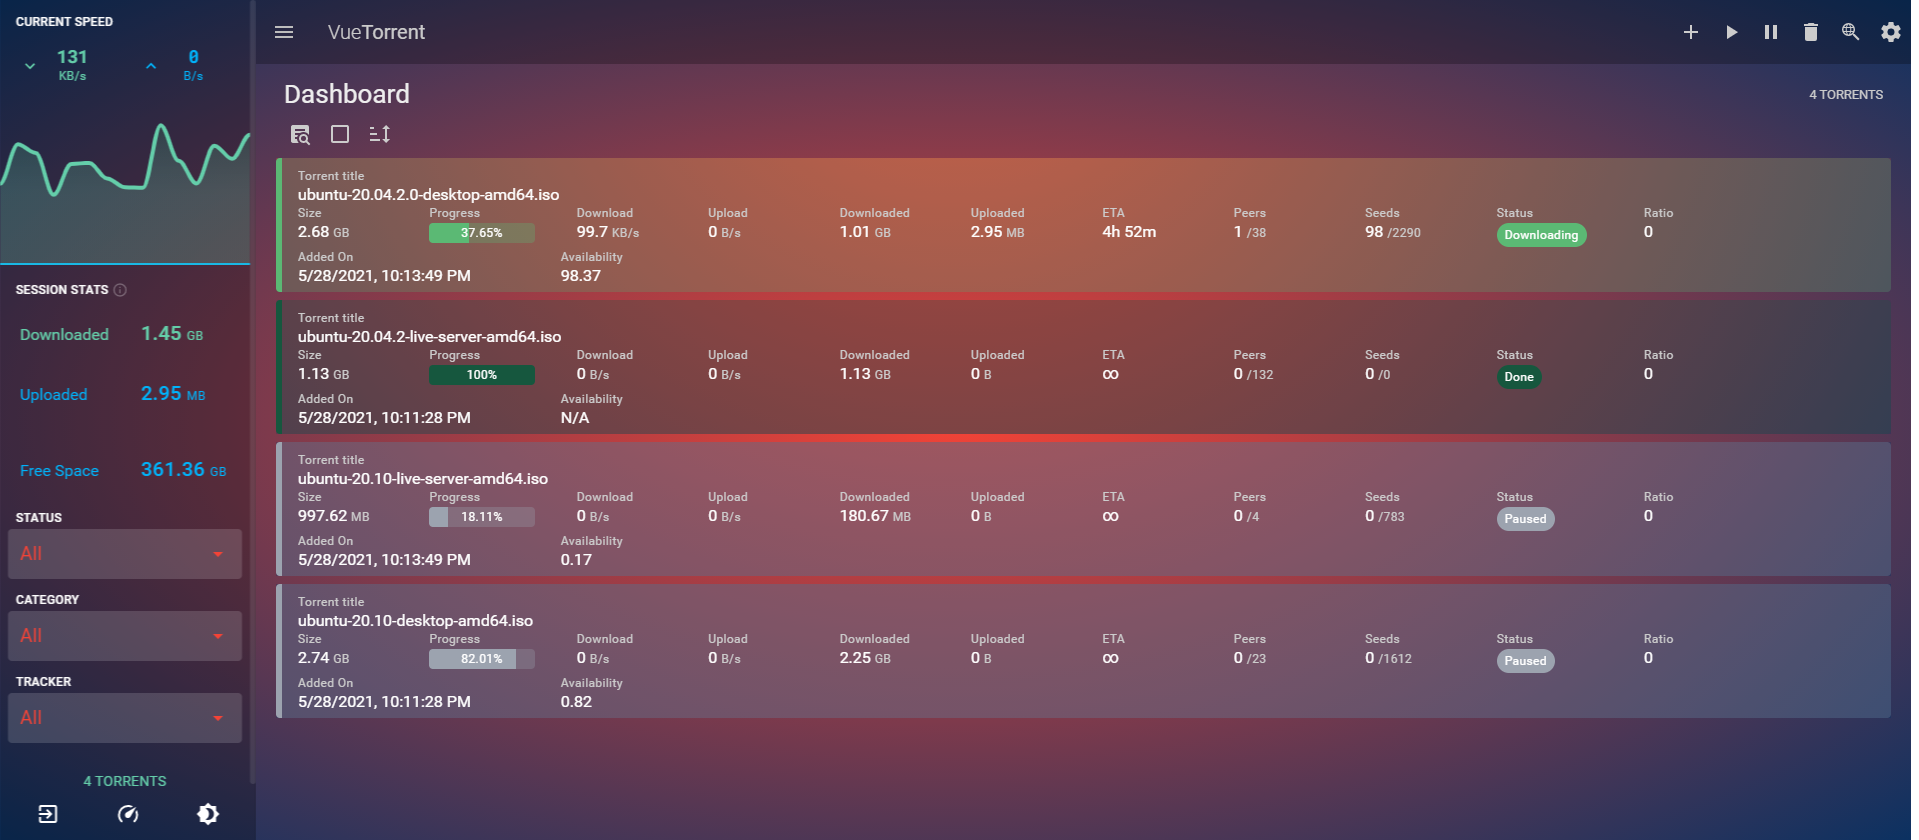 CURRENT SPEED
131 0
KB/s B/s
VueTorrent
Dashboard
4 TORRENTS
Torrent title
ubuntu-20.04.2.0-desktop-amd64.iso
Size Progress Download Upload Downloaded Uploaded ETA Peers Seeds Status Ratio
2.68 GB 37.65% 99.7 KB/s 0 B/s 1.01 GB 2.95 MB 4h 52m 1 /38 98 /2290 Downloading 0
Added On Availability
5/28/2021, 10:13:49 PM 98.37
Torrent title
ubuntu-20.04.2-live-server-amd64.iso
Size Progress Download Upload Downloaded Uploaded ETA Peers Seeds Status Ratio
1.13 GB 100% 0 B/s 0 B/s 1.13 GB 0 B ∞ 0 /132 0 /0 Done 0
Added On Availability
5/28/2021, 10:11:28 PM N/A
Torrent title
ubuntu-20.10-live-server-amd64.iso
Size Progress Download Upload Downloaded Uploaded ETA Peers Seeds Status Ratio
997.62 MB 18.11% 0 B/s 0 B/s 180.67 MB 0 B ∞ 0 /4 0 /783 Paused 0
Added On Availability
5/28/2021, 10:13:49 PM 0.17
Torrent title
ubuntu-20.10-desktop-amd64.iso
Size Progress Download Upload Downloaded Uploaded ETA Peers Seeds Status Ratio
2.74 GB 82.01% 0 B/s 0 B/s 2.25 GB 0 B ∞ 0 /23 0 /1612 Paused 0
Added On Availability
5/28/2021, 10:11:28 PM 0.82
SESSION STATS
Downloaded 1.45 GB
Uploaded 2.95 MB
Free Space 361.36 GB
STATUS
All
CATEGORY
All
TRACKER
All
4 TORRENTS